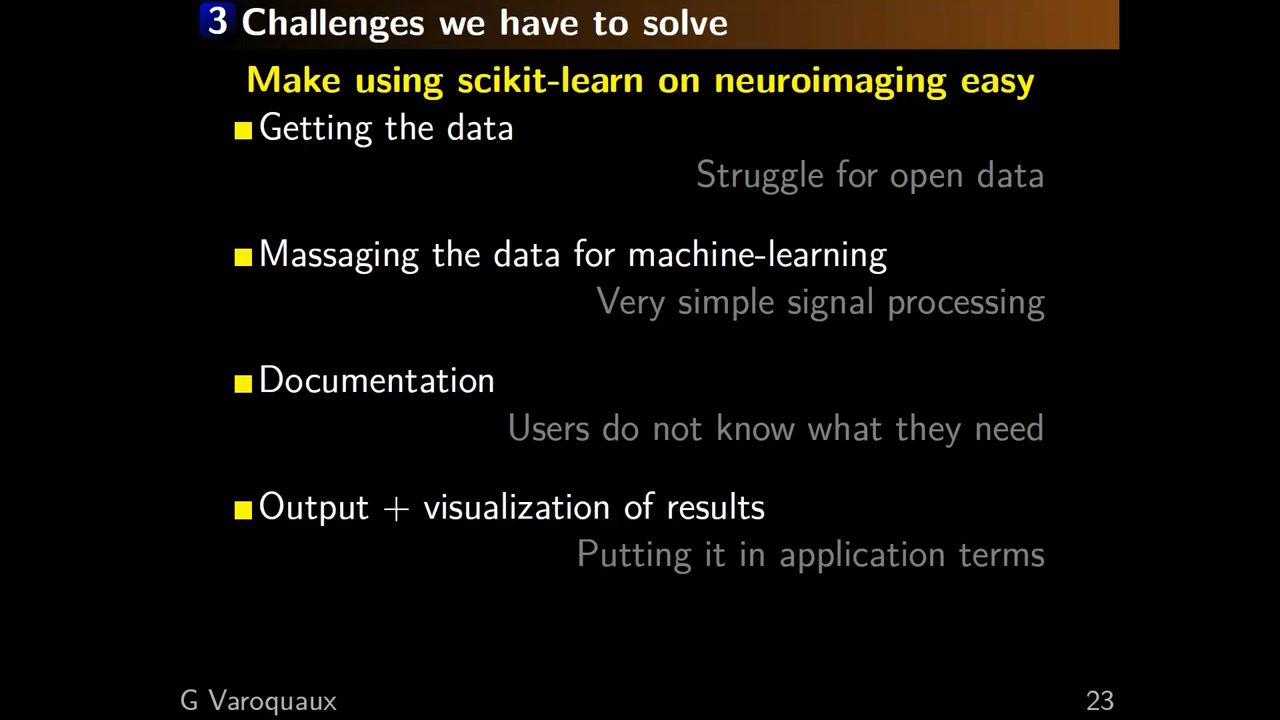 3 Challenges we have to solve
Make using scikit-learn on neuroimaging easy
Getting the data
Struggle for open data
Massaging the data for machine-learning
Very simple signal processing
Documentation
Users do not know what they need
Output + visualization of results
Putting it in application terms
G Varoquaux 23